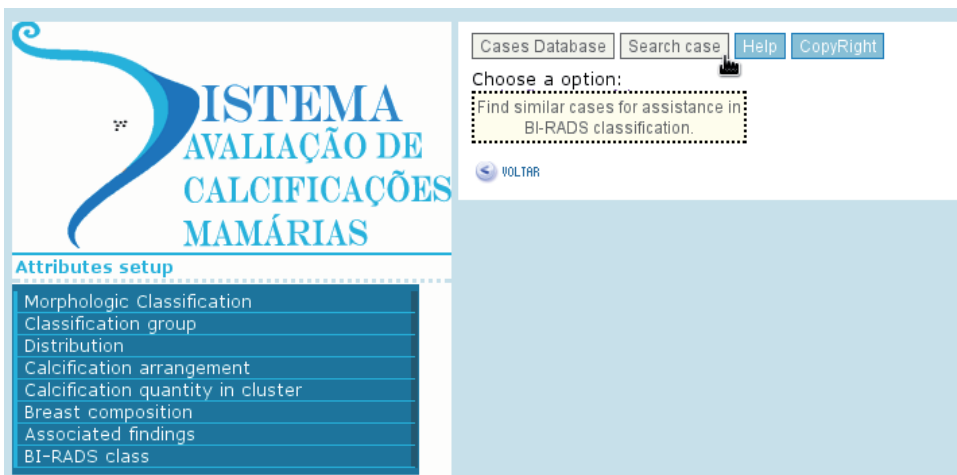 ISTEMA
AVALIAÇÃO DE
CALCIFICAÇÕES
MAMÁRIAS
Attributes setup
Morphologic Classification
Classification group
Distribution
Calcification arrangement
Calcification quantity in cluster
Breast composition
Associated findings
BI-RADS class
Cases Database Search case Help CopyRight
Choose a option:
Find similar cases for assistance in
BI-RADS classification.
VOLTAR